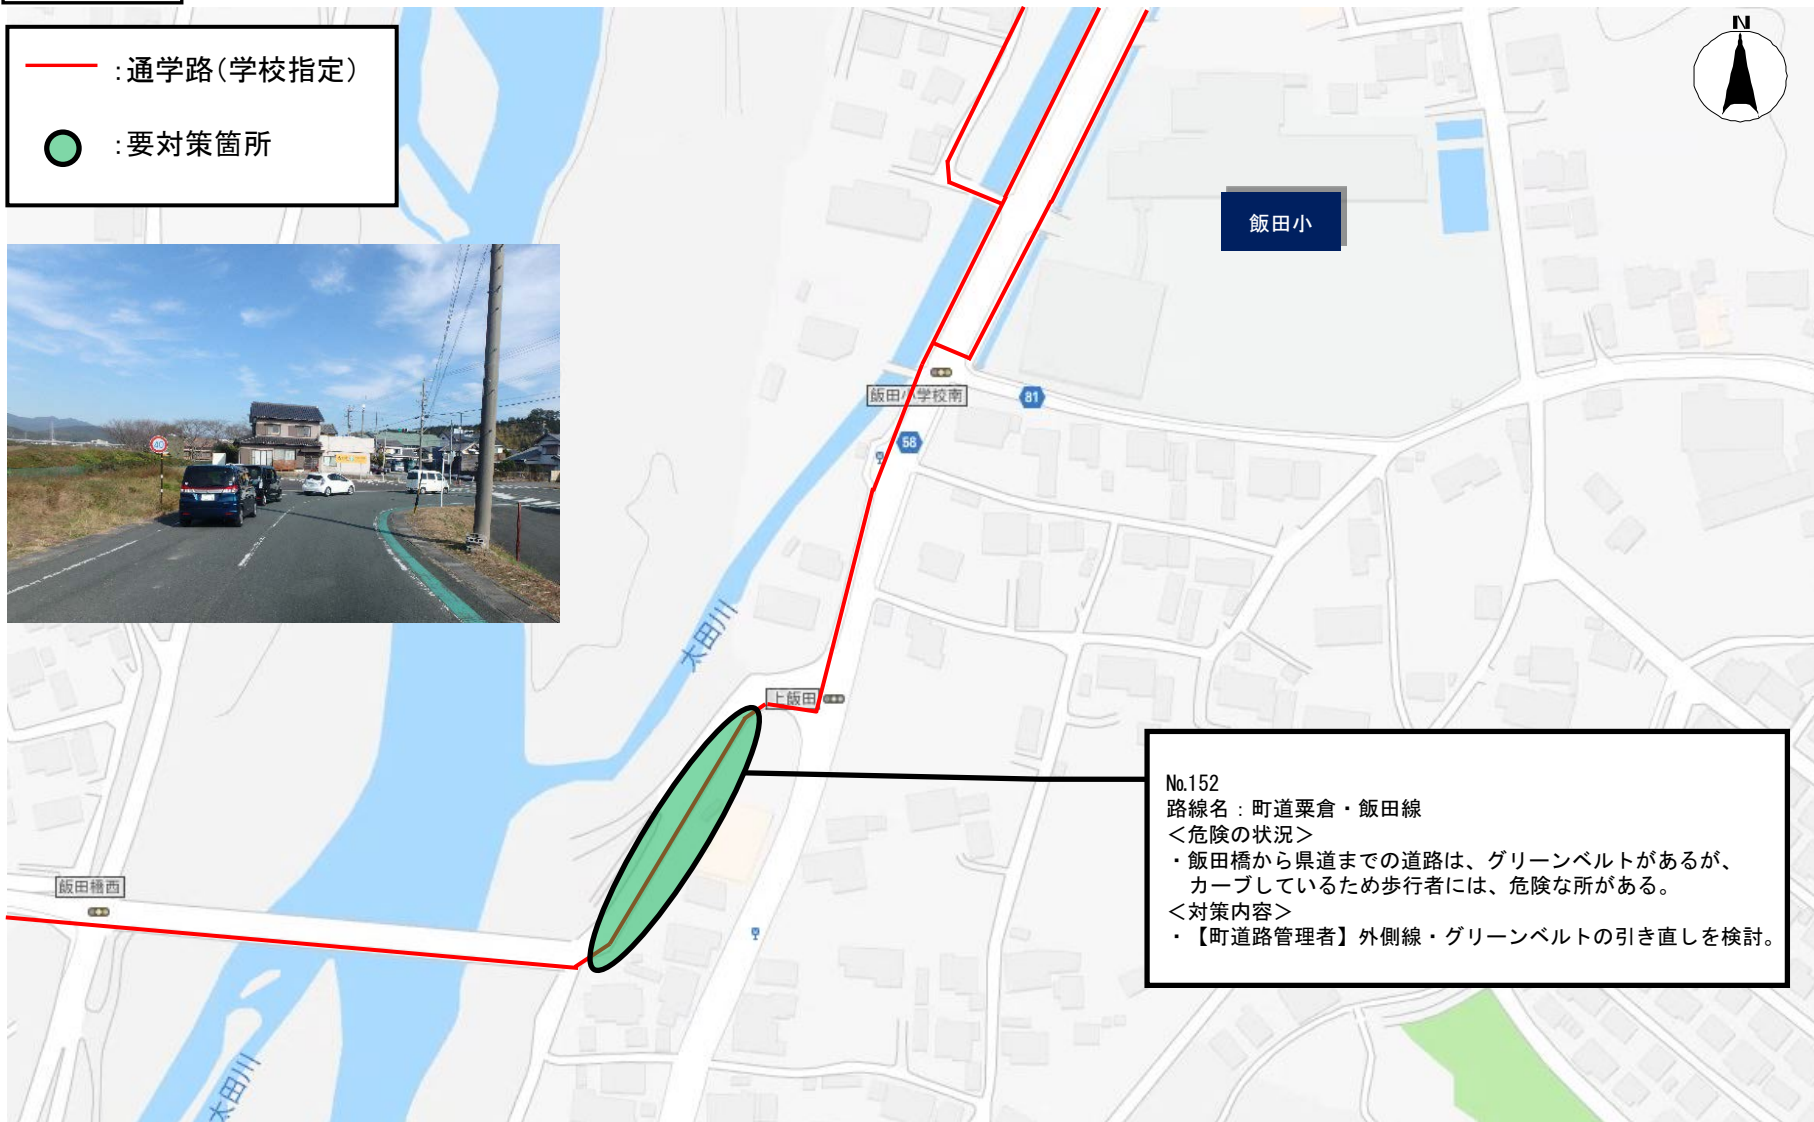 :通学路(学校指定)
:要対策箇所
N
飯田小
40
飯田小学校南
81
58
太田川
上飯田
飯田橋西
太田川
No.152
路線名：町道粟倉・飯田線
＜危険の状況＞
・飯田橋から県道までの道路は、グリーンベルトがあるが、
カーブしているため歩行者には、危険な所がある。
＜対策内容＞
・【町道路管理者】外側線・グリーンベルトの引き直しを検討。